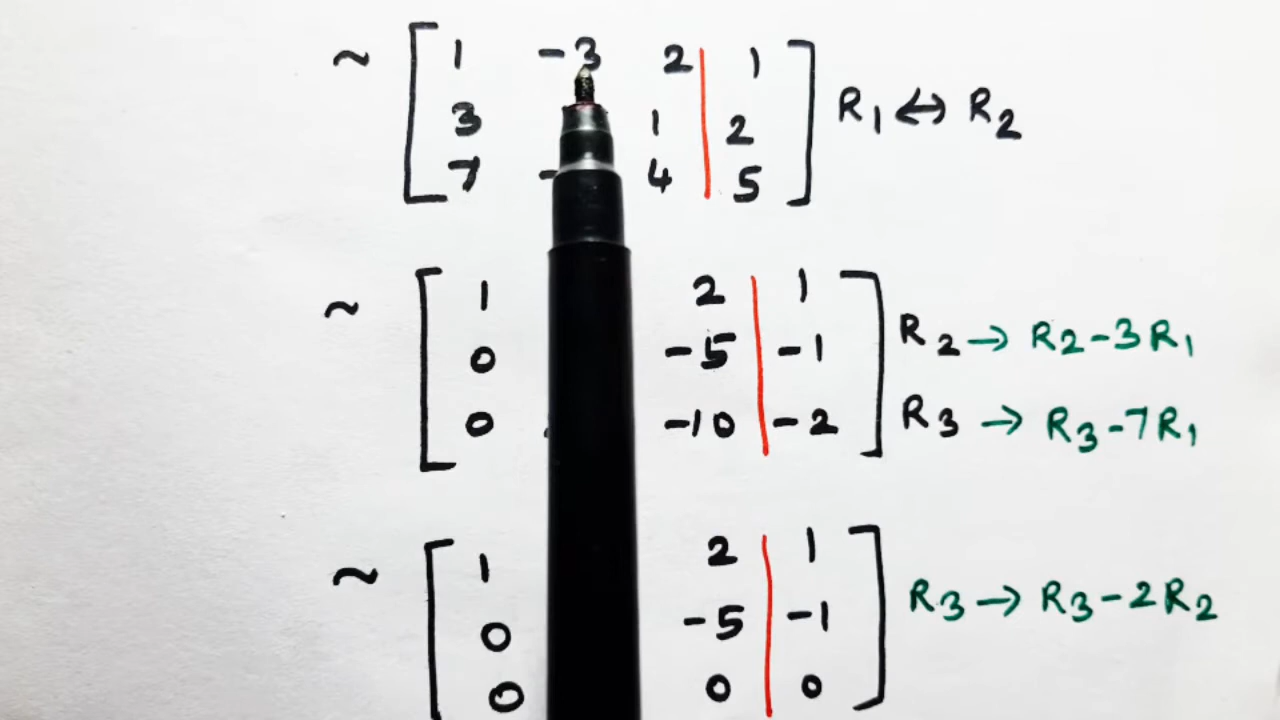 ~ 1 -3 2 | 1 R1 ↔ R2
3 1 | 2
7 - 4 | 5
~ 1 2 | 1
0 -5 | -1 R2 → R2-3R1
0 -10 | -2 R3 → R3-7R1
~ 1 2 | 1
0 -5 | -1 R3 → R3-2R2
0 0 | 0